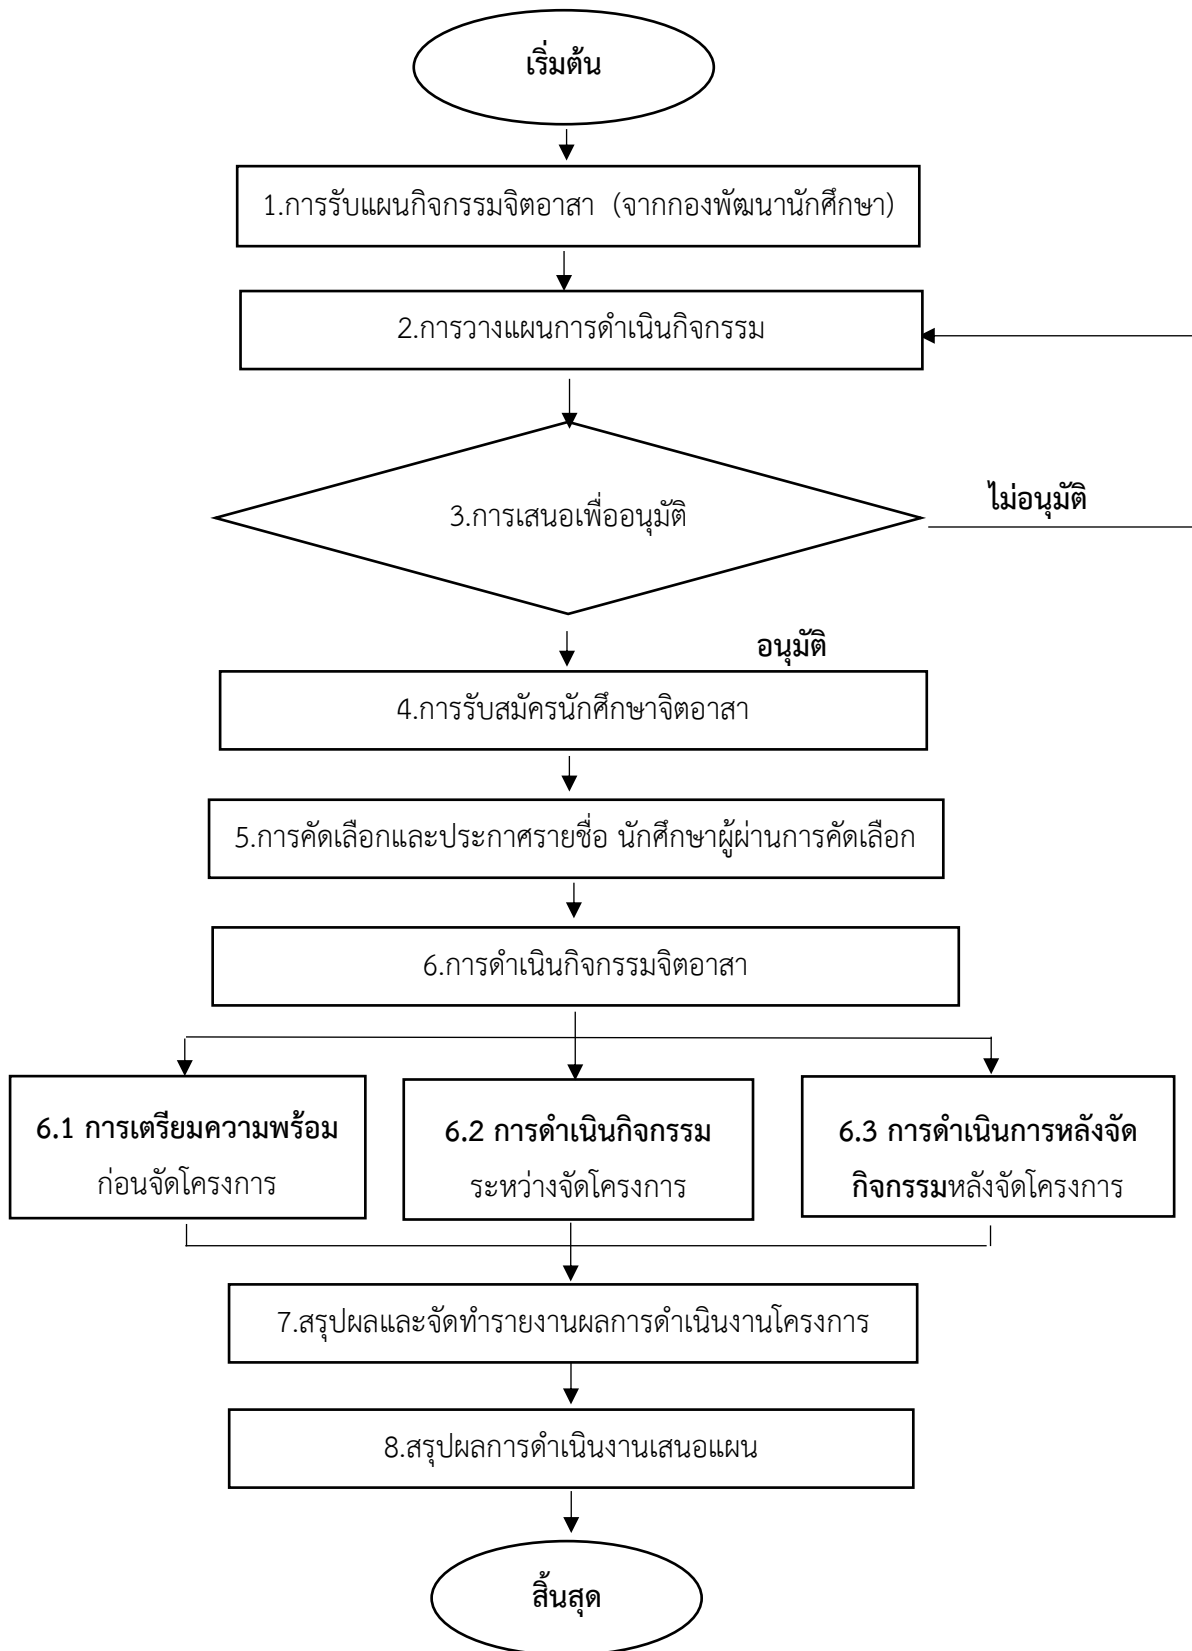 เริ่มต้น
1.การรับแผนกิจกรรมจิตอาสา (จากกองพัฒนานักศึกษา)
2.การวางแผนการดำเนินกิจกรรม
3.การเสนอเพื่ออนุมัติ
ไม่อนุมัติ
อนุมัติ
4.การรับสมัครนักศึกษาจิตอาสา
5.การคัดเลือกและประกาศรายชื่อ นักศึกษาผู้ผ่านการคัดเลือก
6.การดำเนินกิจกรรมจิตอาสา
6.1 การเตรียมความพร้อม
ก่อนจัดโครงการ
6.2 การดำเนินกิจกรรม
ระหว่างจัดโครงการ
6.3 การดำเนินการหลังจัด
กิจกรรมหลังจัดโครงการ
7.สรุปผลและจัดทำรายงานผลการดำเนินงานโครงการ
8.สรุปผลการดำเนินงานเสนอแผน
สิ้นสุด